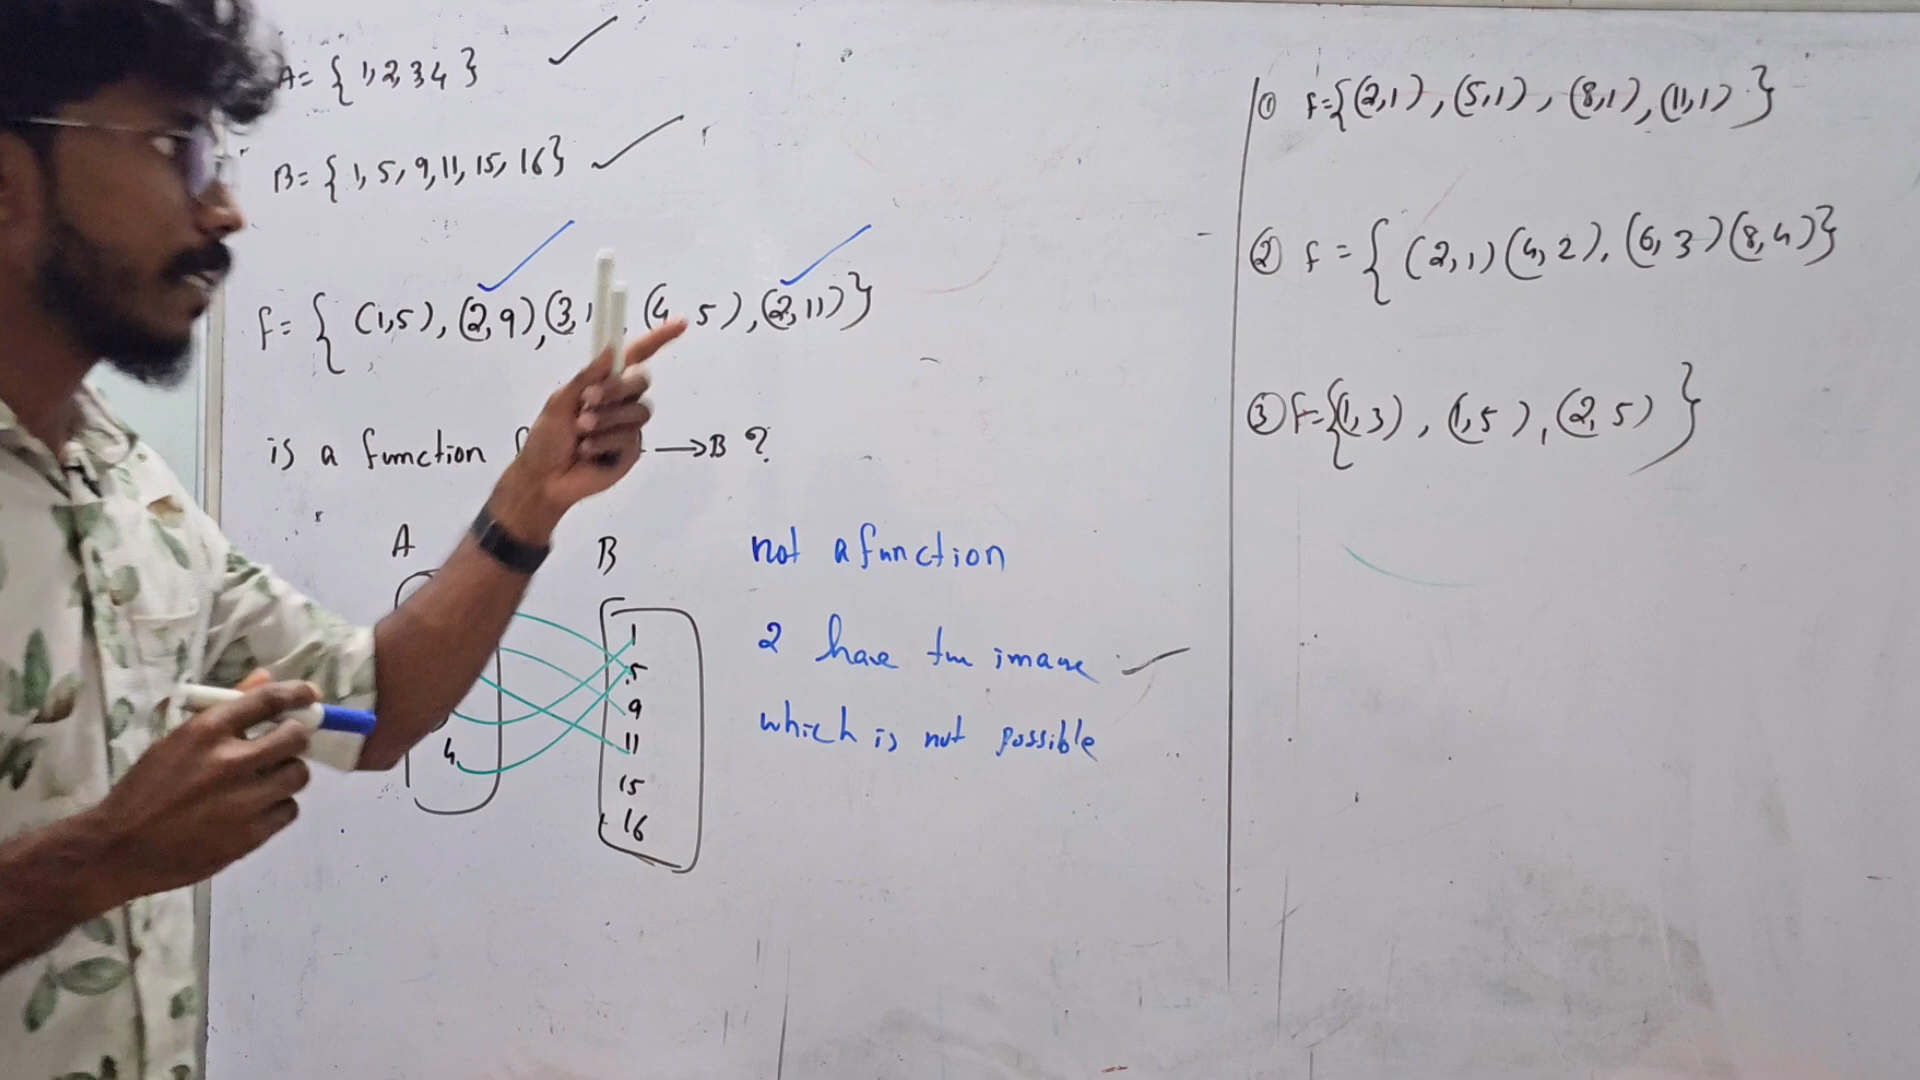 A = { 1, 2, 3 4 }
B = { 1, 5, 9, 11, 15, 16 }
f = { (1,5), (2,9), (3, , (4, 5), (2,11) }
is a function → B ?
A B
1
5
9
11
15
16
4
not a function
2 have image
which is not possible
① f = { (2,1), (5,1), (8,1), (11,1) }
② f = { (2,1) (4,2), (6,3) (8,4) }
③ f = { (1,3), (1,5), (2,5) }